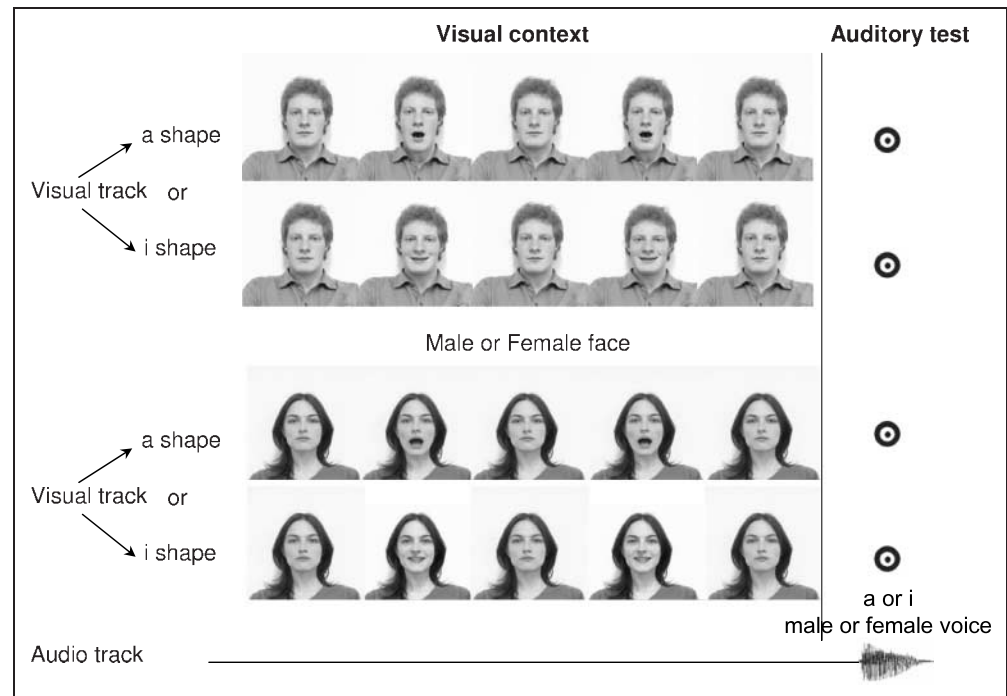 Visual context
Auditory test
a shape
Visual track or
i shape
Male or Female face
a shape
Visual track or
i shape
a or i
male or female voice
Audio track